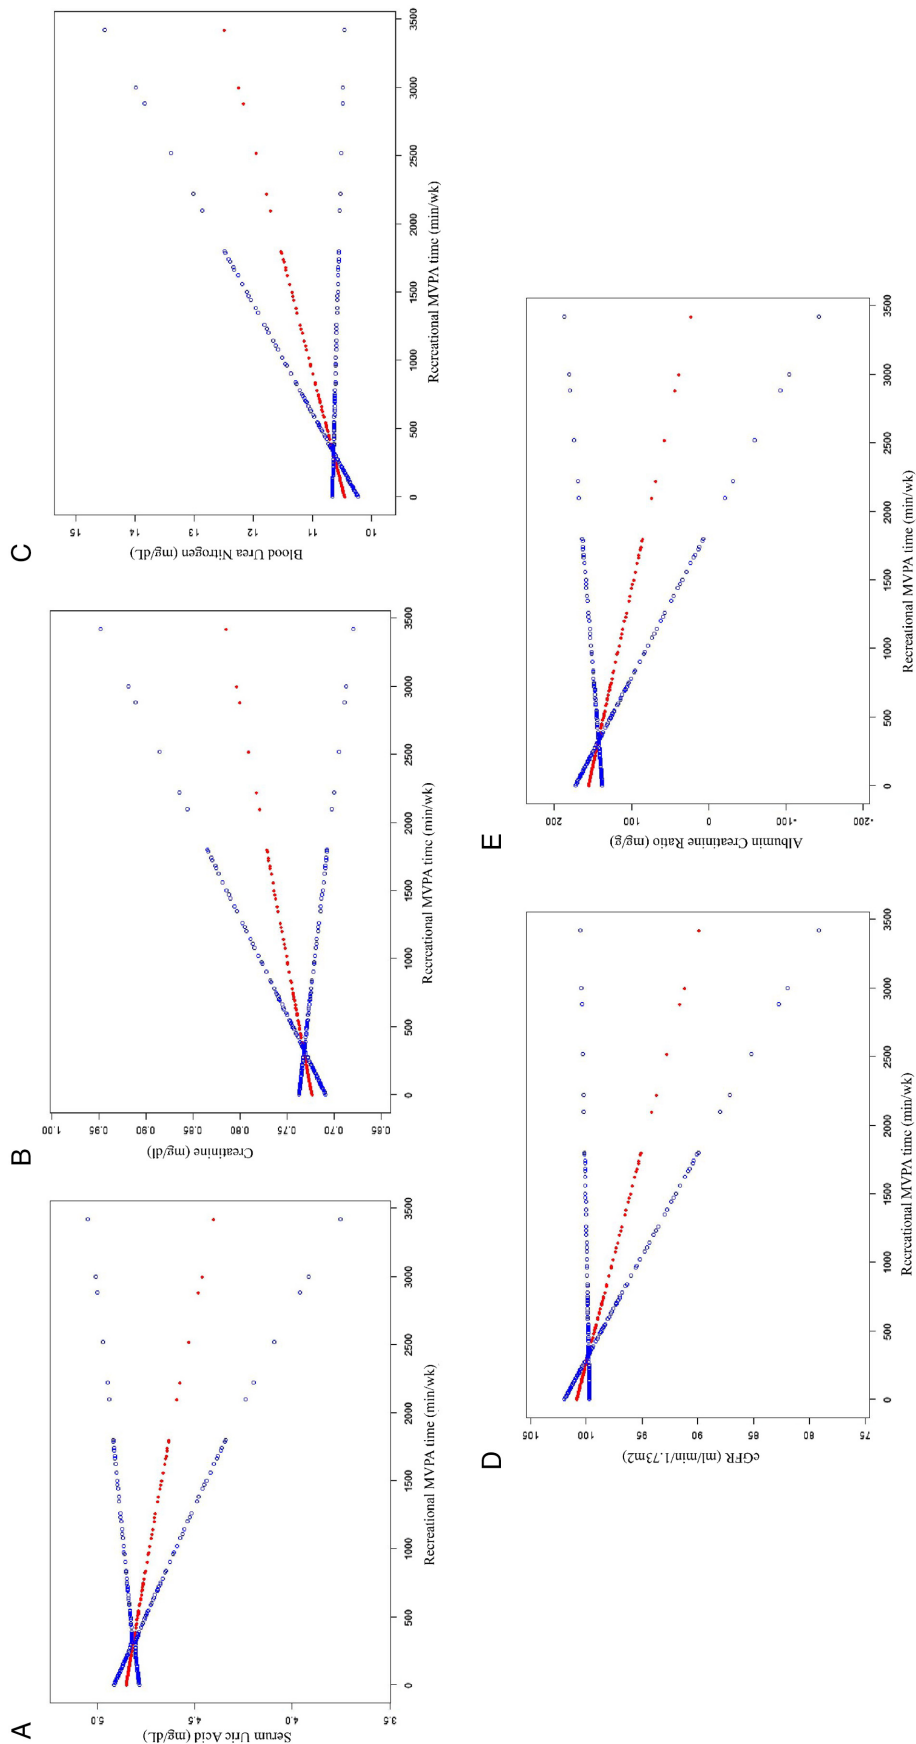 A
Serum Uric Acid (mg/dL)
5.0
4.5
4.0
3.5
0 500 1000 1500 2000 2500 3000 3500
Recreational MVPA time (min/wk)
B
Creatinine (mg/dl)
1.00
0.95
0.90
0.85
0.80
0.75
0.70
0.65
0 500 1000 1500 2000 2500 3000 3500
Recreational MVPA time (min/wk)
C
Blood Urea Nitrogen (mg/dL)
15
14
13
12
11
10
0 500 1000 1500 2000 2500 3000 3500
Recreational MVPA time (min/wk)
D
eGFR (ml/min/1.73m2)
105
100
95
90
85
80
75
0 500 1000 1500 2000 2500 3000 3500
Recreational MVPA time (min/wk)
E
Albumin Creatinine Ratio (mg/g)
200
100
0
-100
-200
0 500 1000 1500 2000 2500 3000 3500
Recreational MVPA time (min/wk)